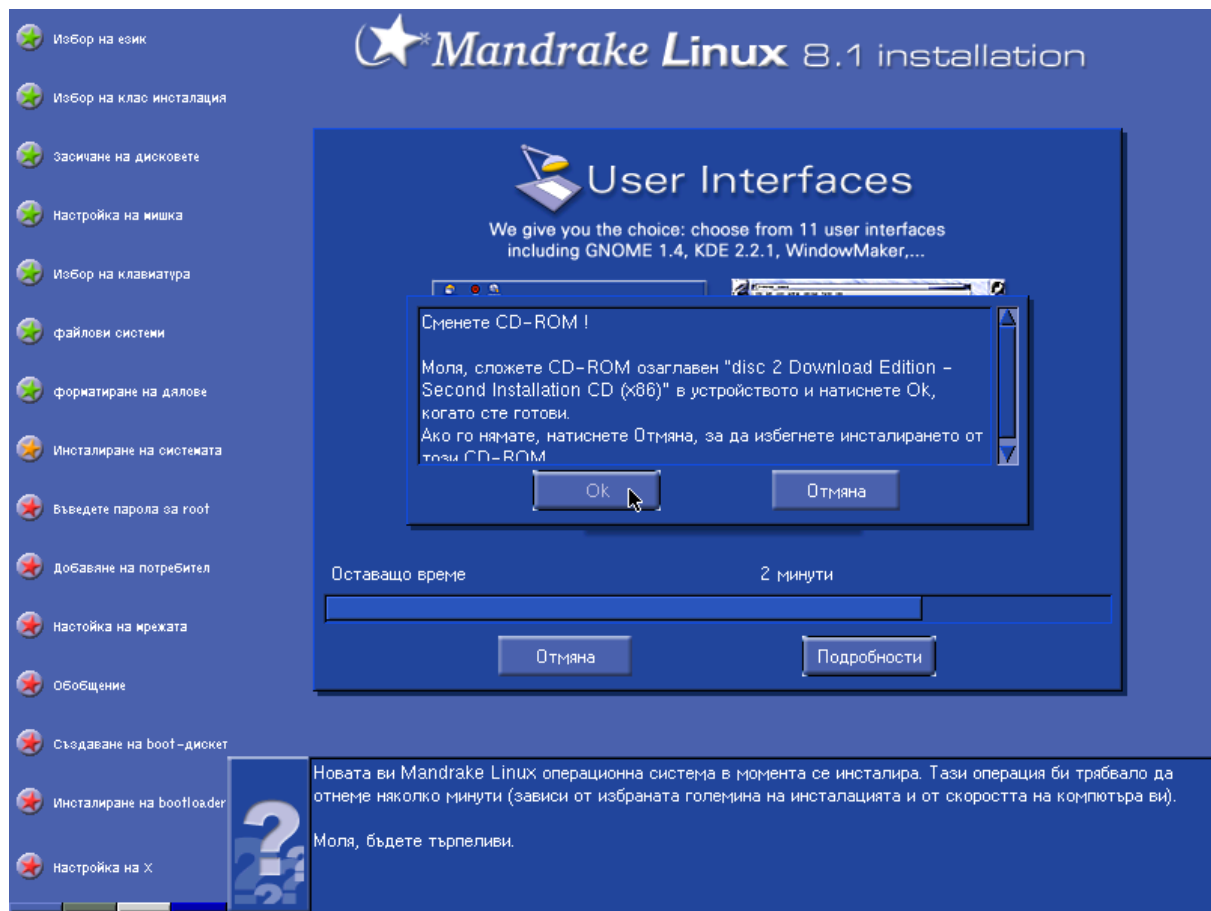 Mandrake Linux 8.1 installation
Избор на език
Избор на клас инсталация
Засичане на дисковете
Настройка на мишка
Избор на клавиатура
файлови системи
форматиране на дялове
Инсталиране на системата
Въведете парола за root
Добавяне на потребител
Настойка на мрежата
Обобщение
Създаване на boot-дискет
Инсталиране на bootloader
Настройка на X
User Interfaces
We give you the choice: choose from 11 user interfaces
including GNOME 1.4, KDE 2.2.1, WindowMaker,...
Сменете CD-ROM !
Моля, сложете CD-ROM озаглавен "disc 2 Download Edition -
Second Installation CD (x86)" в устройството и натиснете Ok,
когато сте готови.
Ако го нямате, натиснете Отмяна, за да избегнете инсталирането от
този CD-ROM
Ok
Отмяна
Оставащо време 2 минути
Отмяна
Подробности
Новата ви Mandrake Linux операционна система в момента се инсталира. Тази операция би трябвало да
отнеме няколко минути (зависи от избраната големина на инсталацията и от скоростта на компютъра ви).
Моля, бъдете търпеливи.